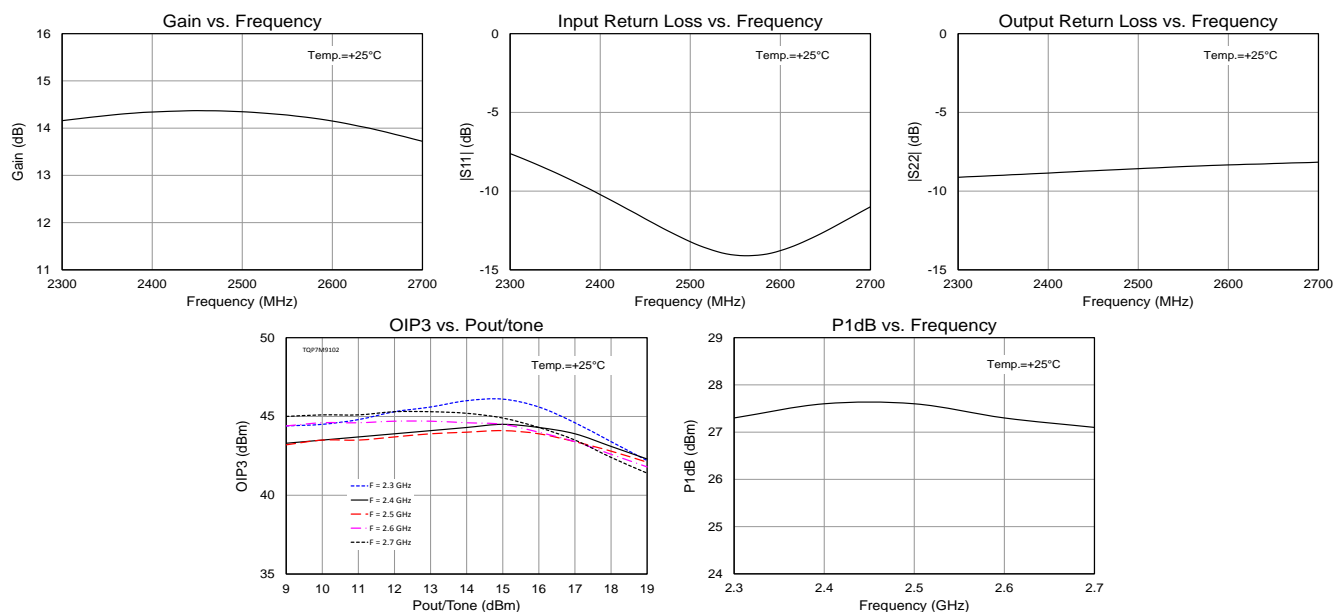 Gain vs. Frequency
16
15
14
13
12
11
Gain (dB)
Temp.=+25°C
2300 2400 2500 2600 2700
Frequency (MHz)
Input Return Loss vs. Frequency
0
-5
-10
-15
|S11| (dB)
Temp.=+25°C
2300 2400 2500 2600 2700
Frequency (MHz)
Output Return Loss vs. Frequency
0
-5
-10
-15
|S22| (dB)
Temp.=+25°C
2300 2400 2500 2600 2700
Frequency (MHz)
OIP3 vs. Pout/tone
50
45
40
35
OIP3 (dBm)
TQP7M9102
Temp.=+25°C
F = 2.3 GHz
F = 2.4 GHz
F = 2.5 GHz
F = 2.6 GHz
F = 2.7 GHz
9 10 11 12 13 14 15 16 17 18 19
Pout/Tone (dBm)
P1dB vs. Frequency
29
28
27
26
25
24
P1dB (dBm)
Temp.=+25°C
2.3 2.4 2.5 2.6 2.7
Frequency (GHz)